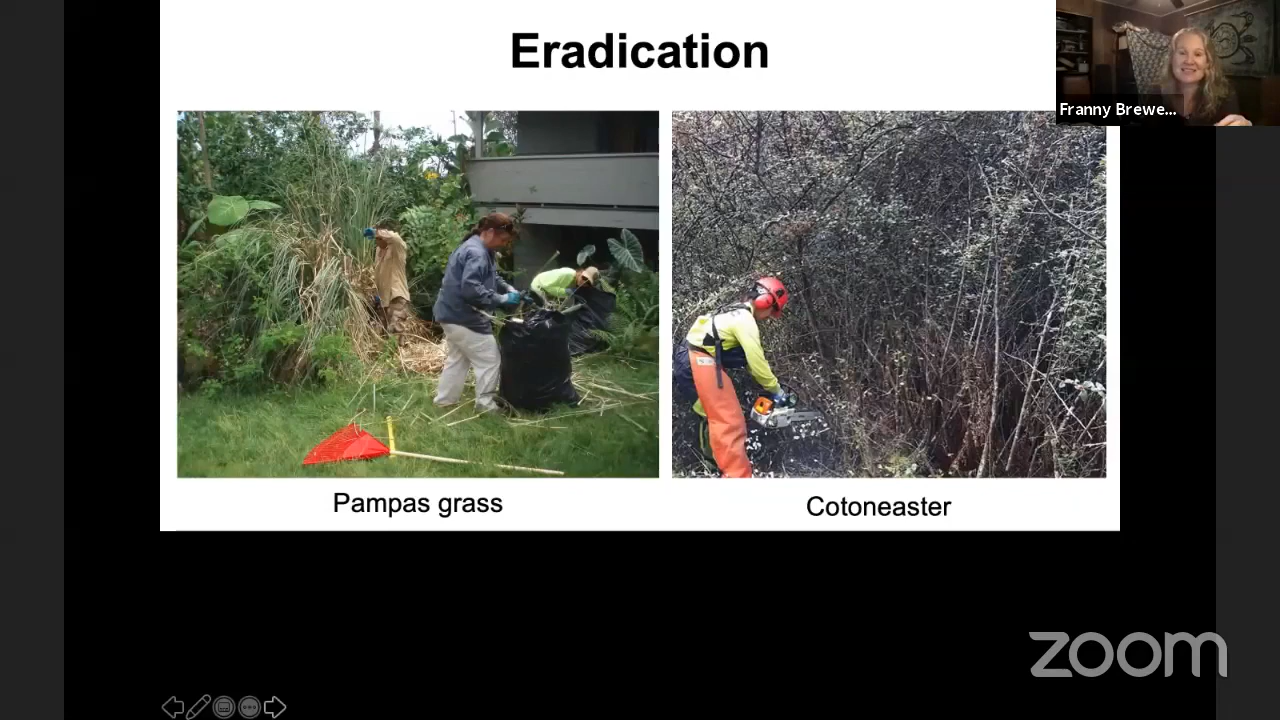 Eradication
Franny Brewe...
Pampas grass
Cotoneaster
zoom